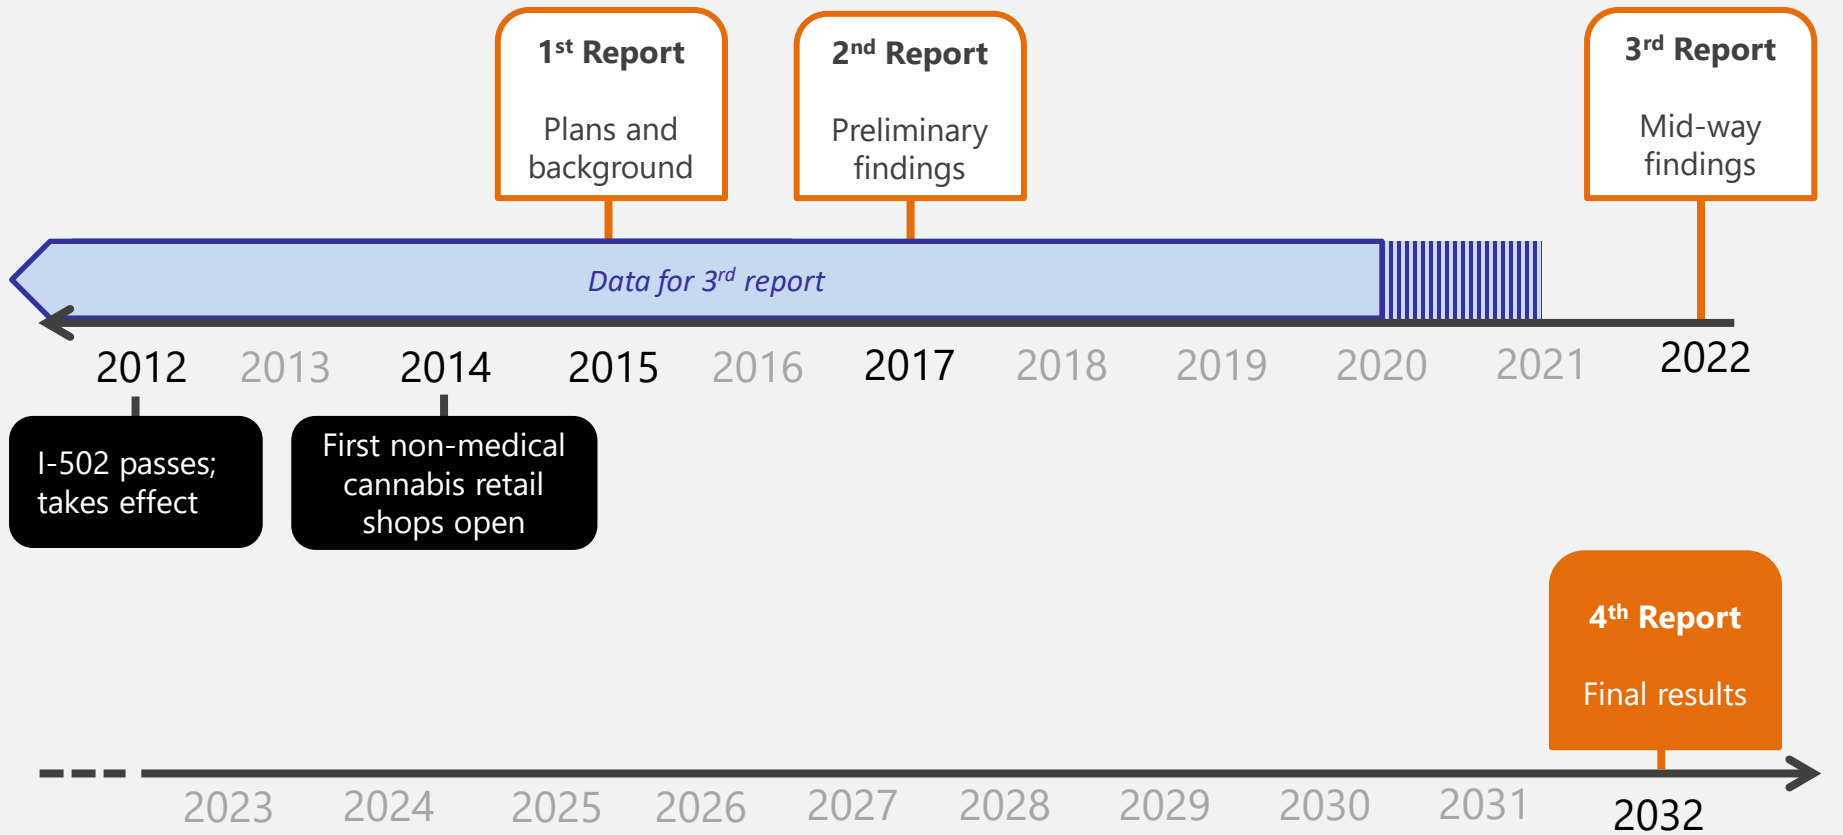 1st Report
Plans and
background
2nd Report
Preliminary
findings
3rd Report
Mid-way
findings
Data for 3rd report
2012 2013 2014 2015 2016 2017 2018 2019 2020 2021 2022
I-502 passes;
takes effect
First non-medical
cannabis retail
shops open
4th Report
Final results
2023 2024 2025 2026 2027 2028 2029 2030 2031 2032